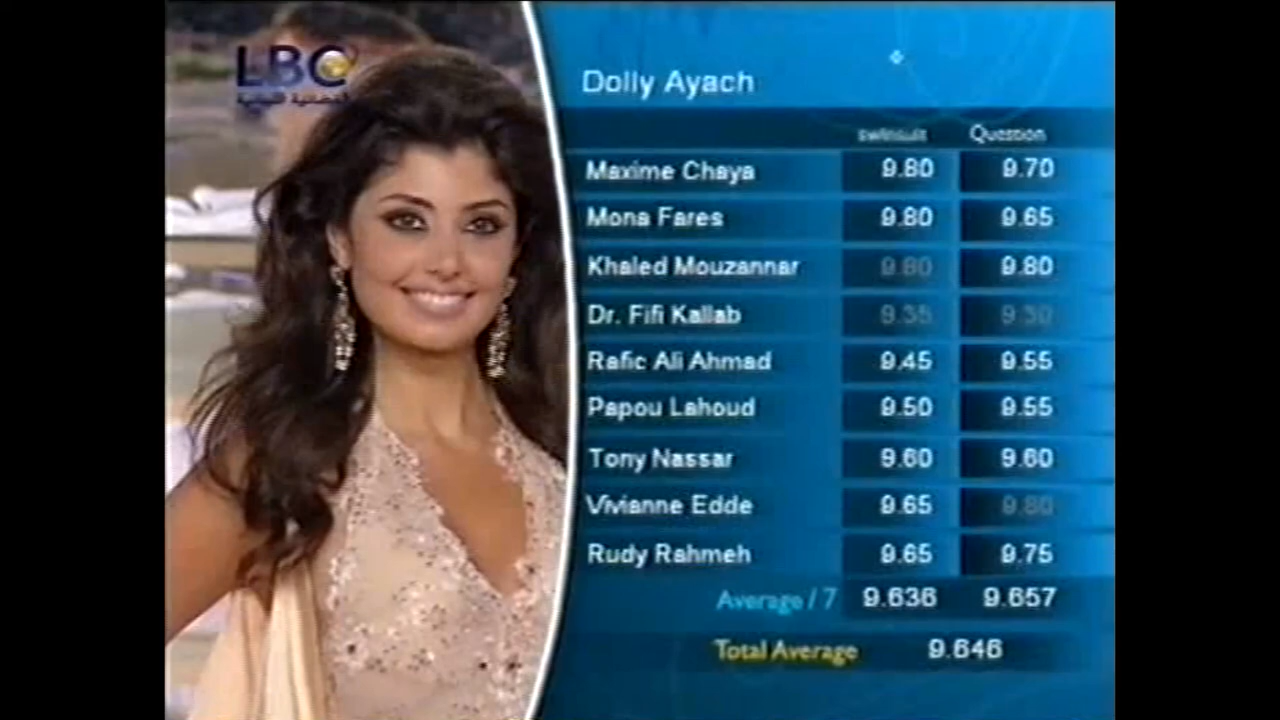 LBC
الفضائية اللبنانية
Dolly Ayach
swimsuit Question
Maxime Chaya 9.80 9.70
Mona Fares 9.80 9.65
Khaled Mouzannar 9.80 9.80
Dr. Fifi Kallab 9.35 9.30
Rafic Ali Ahmad 9.45 9.55
Papou Lahoud 9.50 9.55
Tony Nassar 9.60 9.60
Vivianne Edde 9.65 9.80
Rudy Rahmeh 9.65 9.75
Average / 7 9.636 9.657
Total Average 9.646